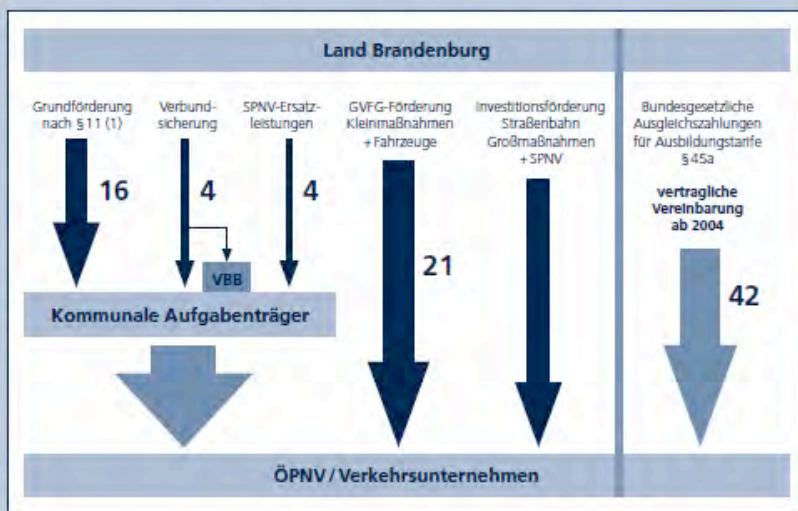 Land Brandenburg
Grundförderung
nach § 11 (1)
16
Verbund-
sicherung
4
VBB
SPNV-Ersatz-
leistungen
4
Kommunale Aufgabenträger
GVFG-Förderung
Kleinmaßnahmen
+ Fahrzeuge
21
Investitionsförderung
Straßenbahn
Großmaßnahmen
+ SPNV
Bundesgesetzliche
Ausgleichszahlungen
für Ausbildungstarife
§ 45a
vertragliche
Vereinbarung
ab 2004
42
ÖPNV / Verkehrsunternehmen